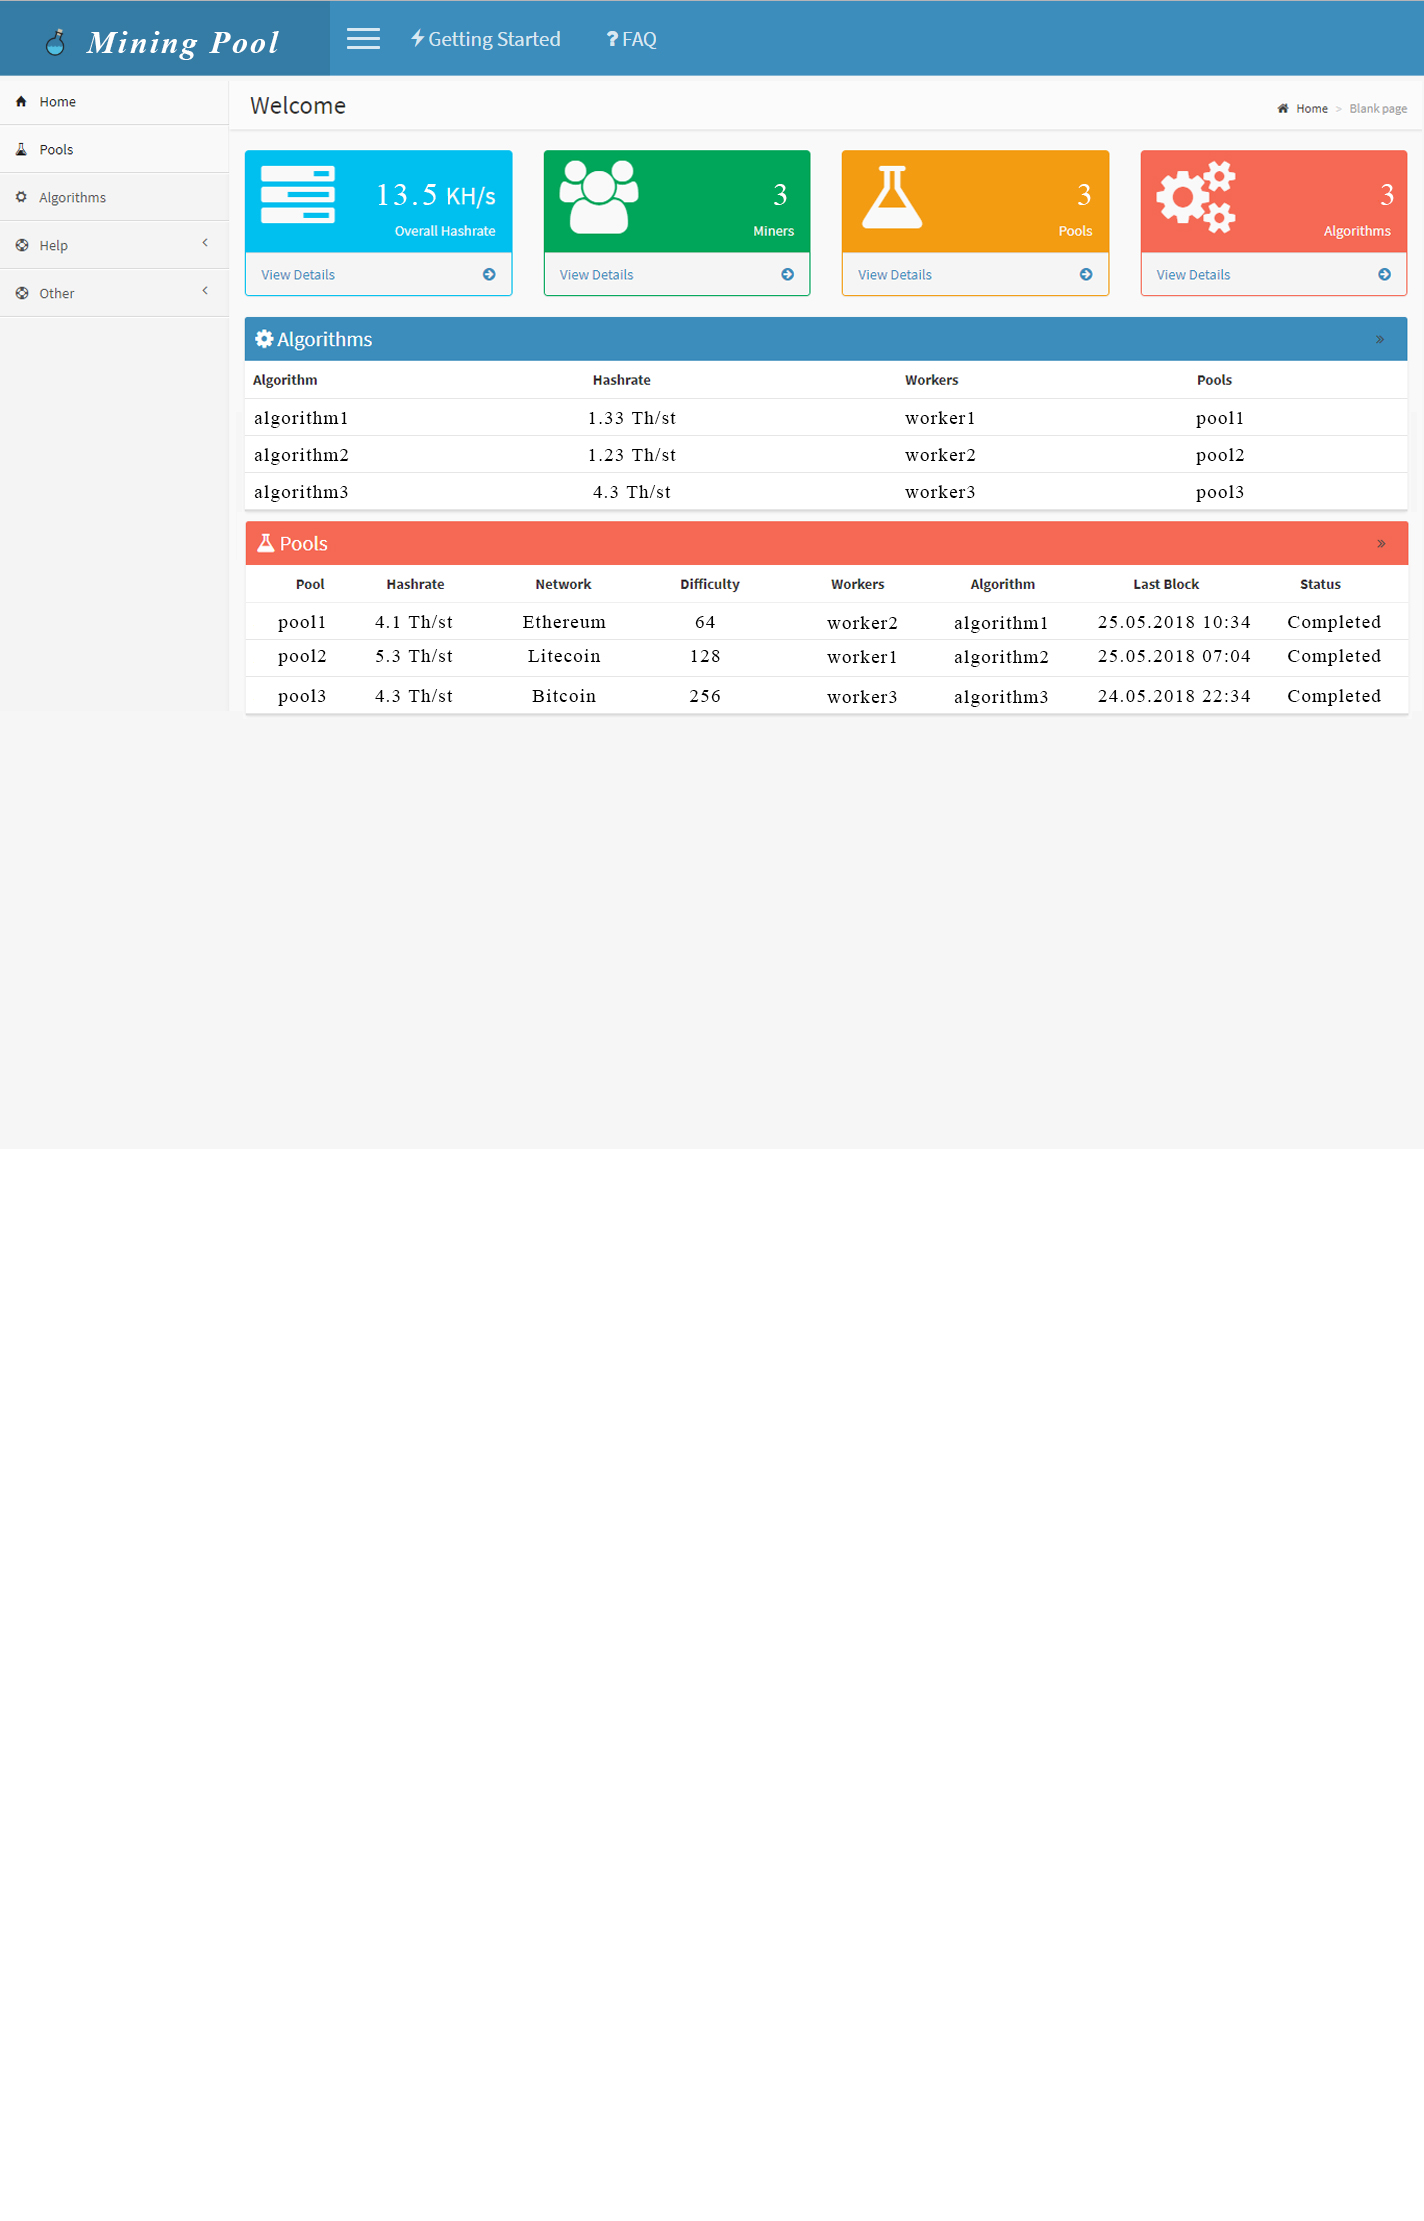 Mining Pool Getting Started ? FAQ
Home
Pools
Algorithms
Help
Other
Welcome
Home > Blank page
13.5 KH/s
Overall Hashrate
View Details
3
Miners
View Details
3
Pools
View Details
3
Algorithms
View Details
Algorithms »
Algorithm Hashrate Workers Pools
algorithm1 1.33 Th/st worker1 pool1
algorithm2 1.23 Th/st worker2 pool2
algorithm3 4.3 Th/st worker3 pool3
Pools »
Pool Hashrate Network Difficulty Workers Algorithm Last Block Status
pool1 4.1 Th/st Ethereum 64 worker2 algorithm1 25.05.2018 10:34 Completed
pool2 5.3 Th/st Litecoin 128 worker1 algorithm2 25.05.2018 07:04 Completed
pool3 4.3 Th/st Bitcoin 256 worker3 algorithm3 24.05.2018 22:34 Completed